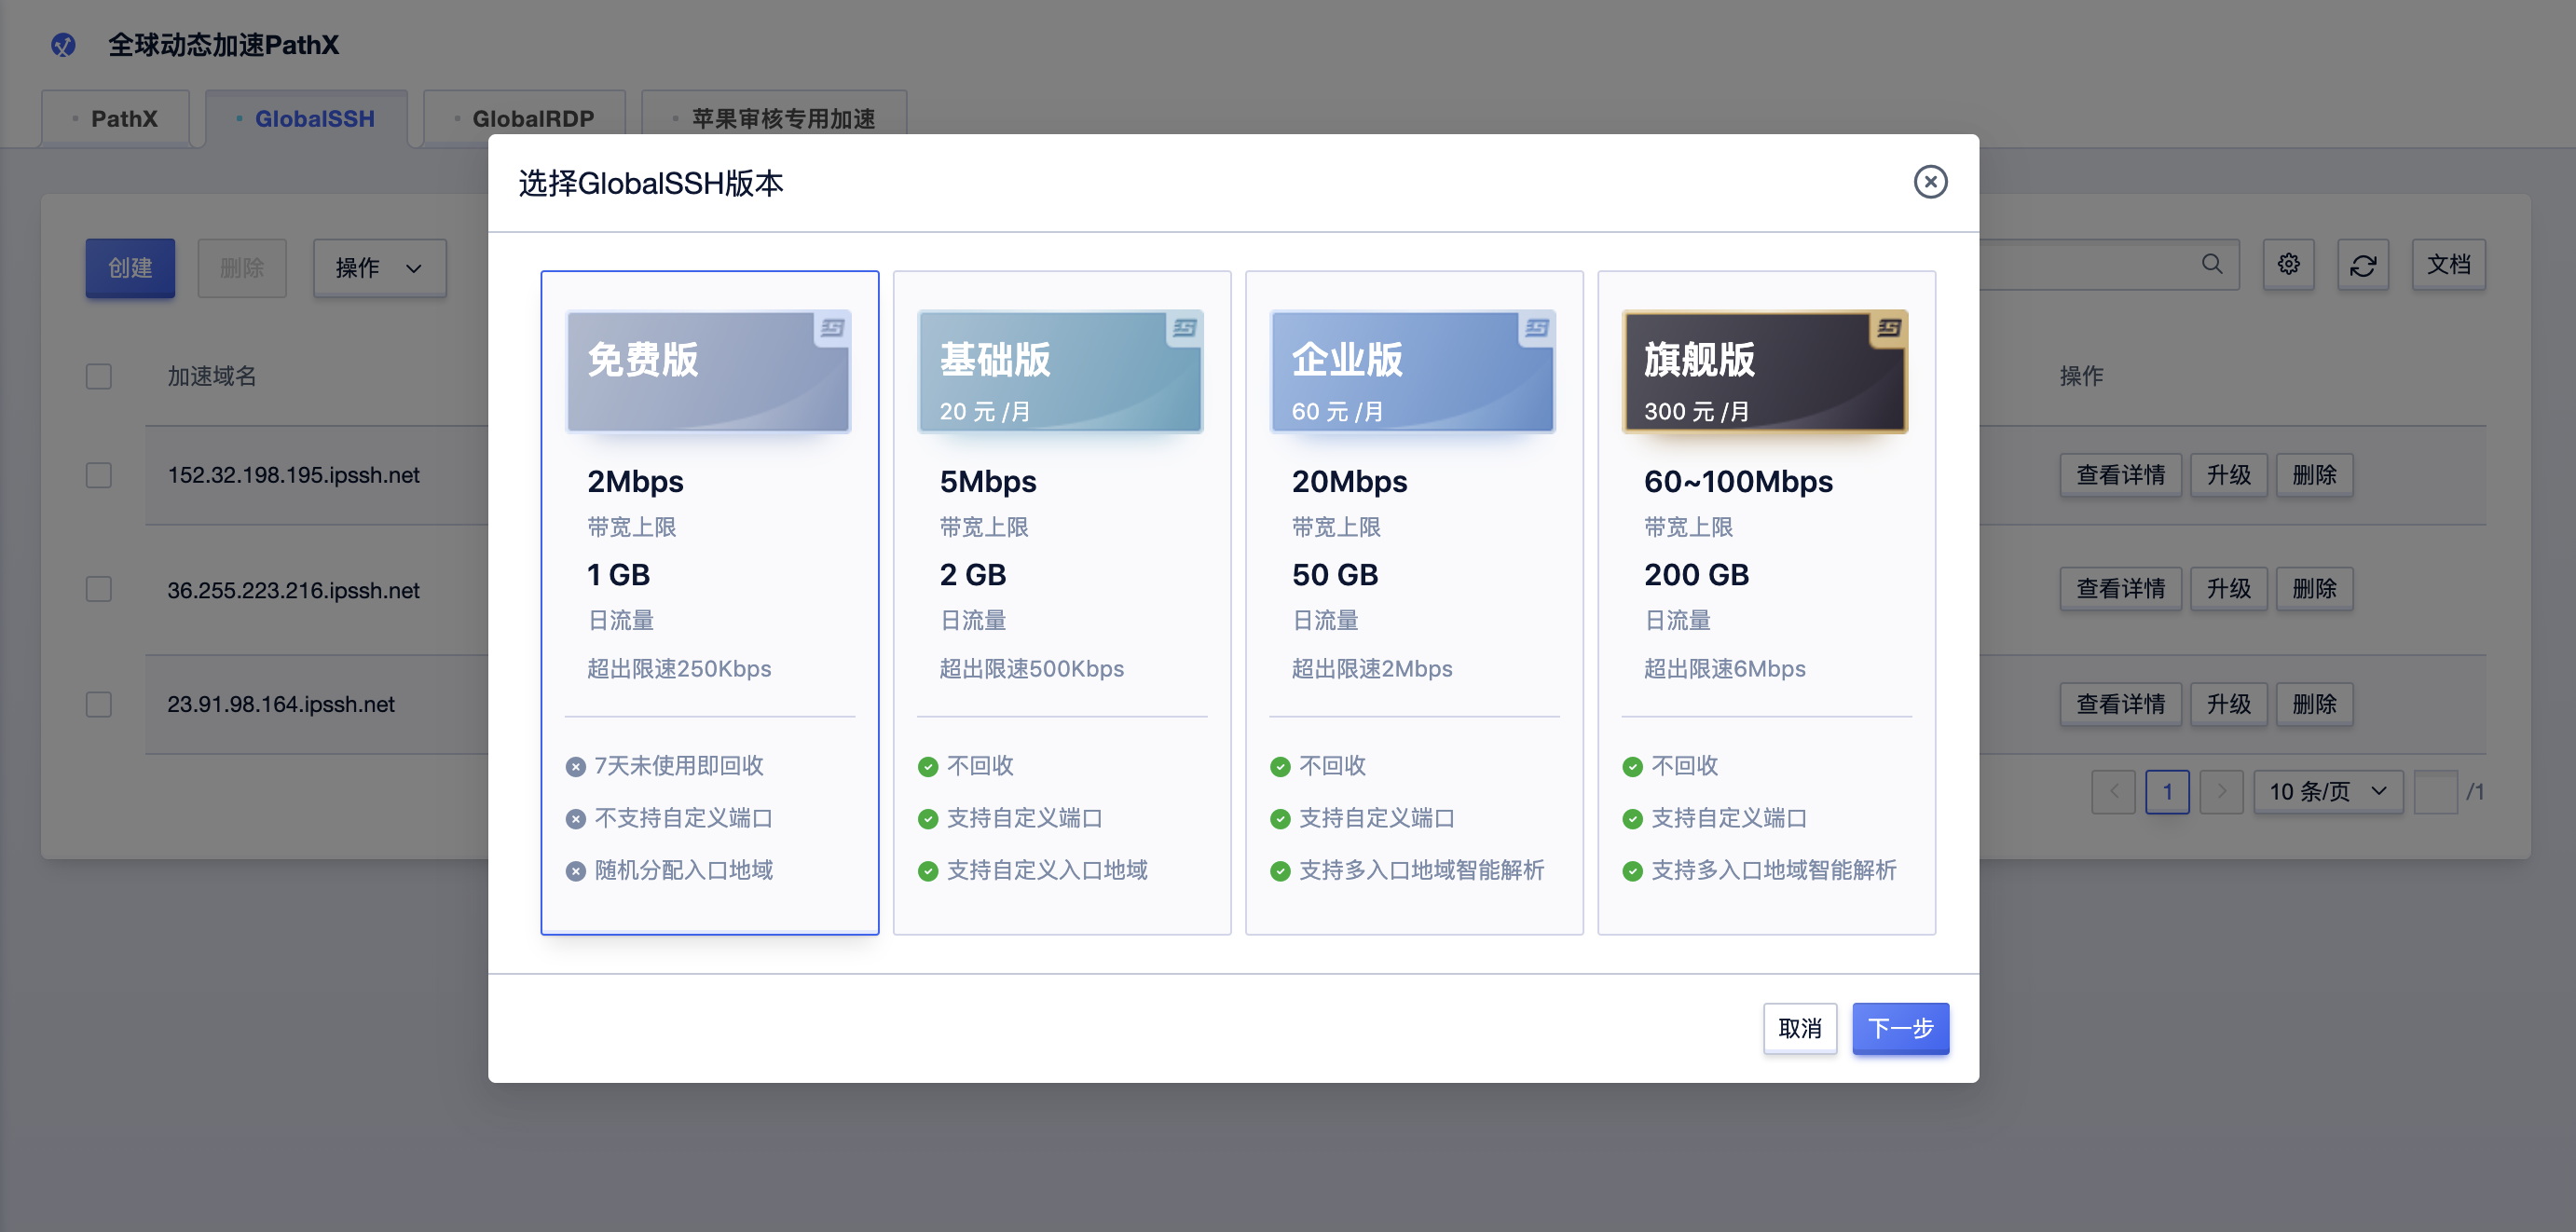 全球动态加速PathX
PathX
GlobalSSH
GlobalRDP
苹果审核专用加速
选择GlobalSSH版本
创建
删除
操作
文档
加速域名
操作
152.32.198.195.ipssh.net
查看详情
升级
删除
36.255.223.216.ipssh.net
查看详情
升级
删除
23.91.98.164.ipssh.net
查看详情
升级
删除
1
10 条/页
/1
免费版
2Mbps
带宽上限
1 GB
日流量
超出限速250Kbps
7天未使用即回收
不支持自定义端口
随机分配入口地域
基础版
20 元 /月
5Mbps
带宽上限
2 GB
日流量
超出限速500Kbps
不回收
支持自定义端口
支持自定义入口地域
企业版
60 元 /月
20Mbps
带宽上限
50 GB
日流量
超出限速2Mbps
不回收
支持自定义端口
支持多入口地域智能解析
旗舰版
300 元 /月
60~100Mbps
带宽上限
200 GB
日流量
超出限速6Mbps
不回收
支持自定义端口
支持多入口地域智能解析
取消
下一步